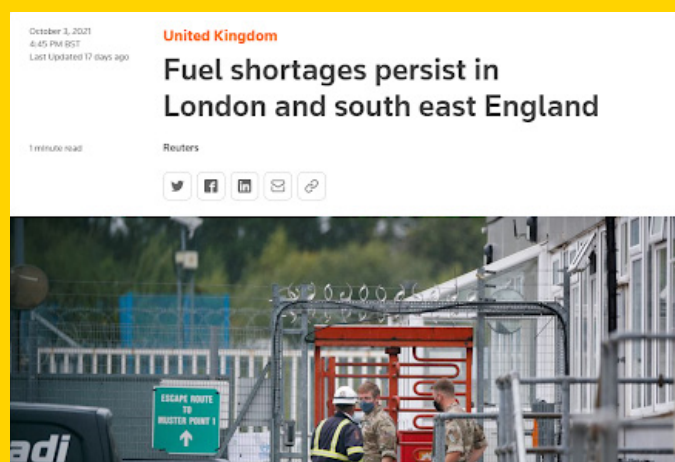 October 3, 2021
4:45 PM BST
Last Updated 17 days ago
United Kingdom
Fuel shortages persist in
London and south east England
1 minute read
Reuters
ESCAPE ROUTE
TO
MUSTER POINT 1
adi